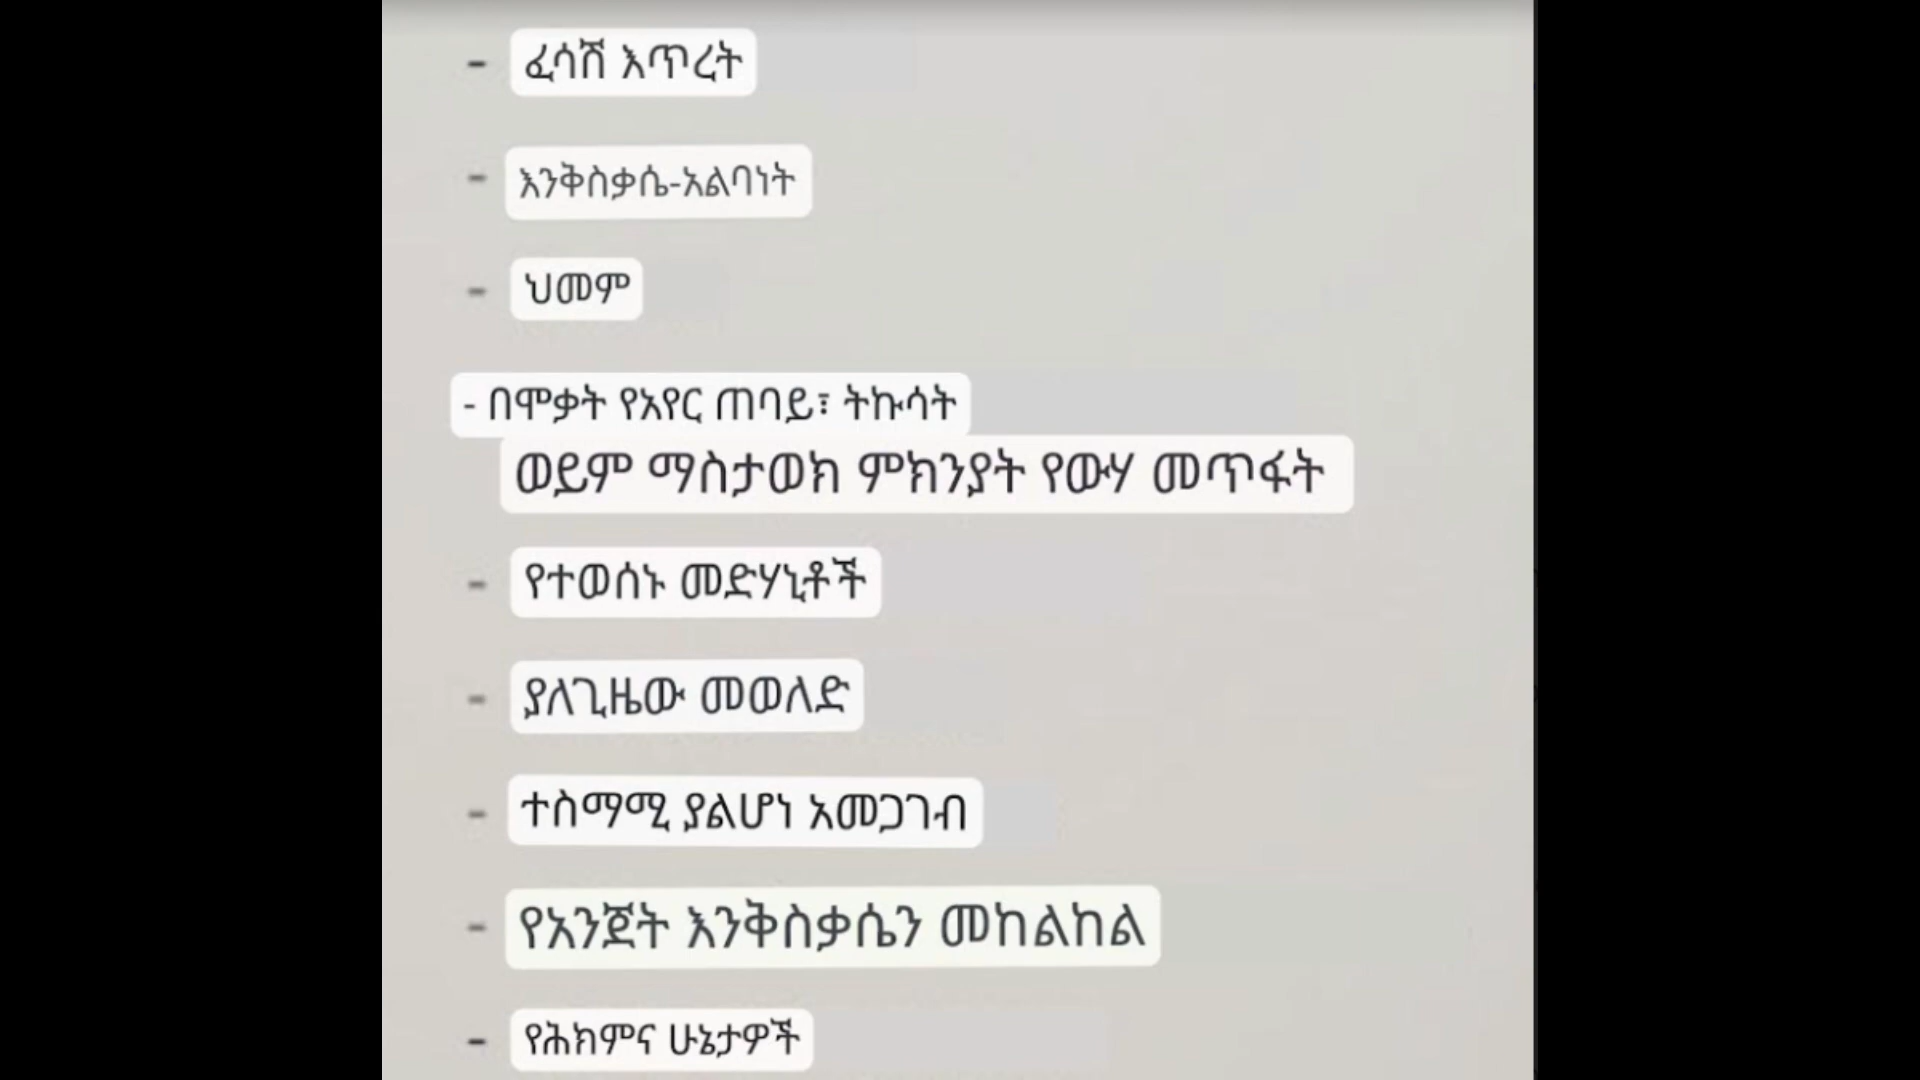 - ፈሳሽ እጥረት
- እንቅስቃሴ-አልባነት
- ህመም
- በሞቃት የአየር ጠባይ፣ ትኩሳት
ወይም ማስታወክ ምክንያት የውሃ መጥፋት
- የተወሰኑ መድሃኒቶች
- ያለጊዜው መወለድ
- ተስማሚ ያልሆነ አመጋገብ
- የአንጀት እንቅስቃሴን መከልከል
- የሕክምና ሁኔታዎች